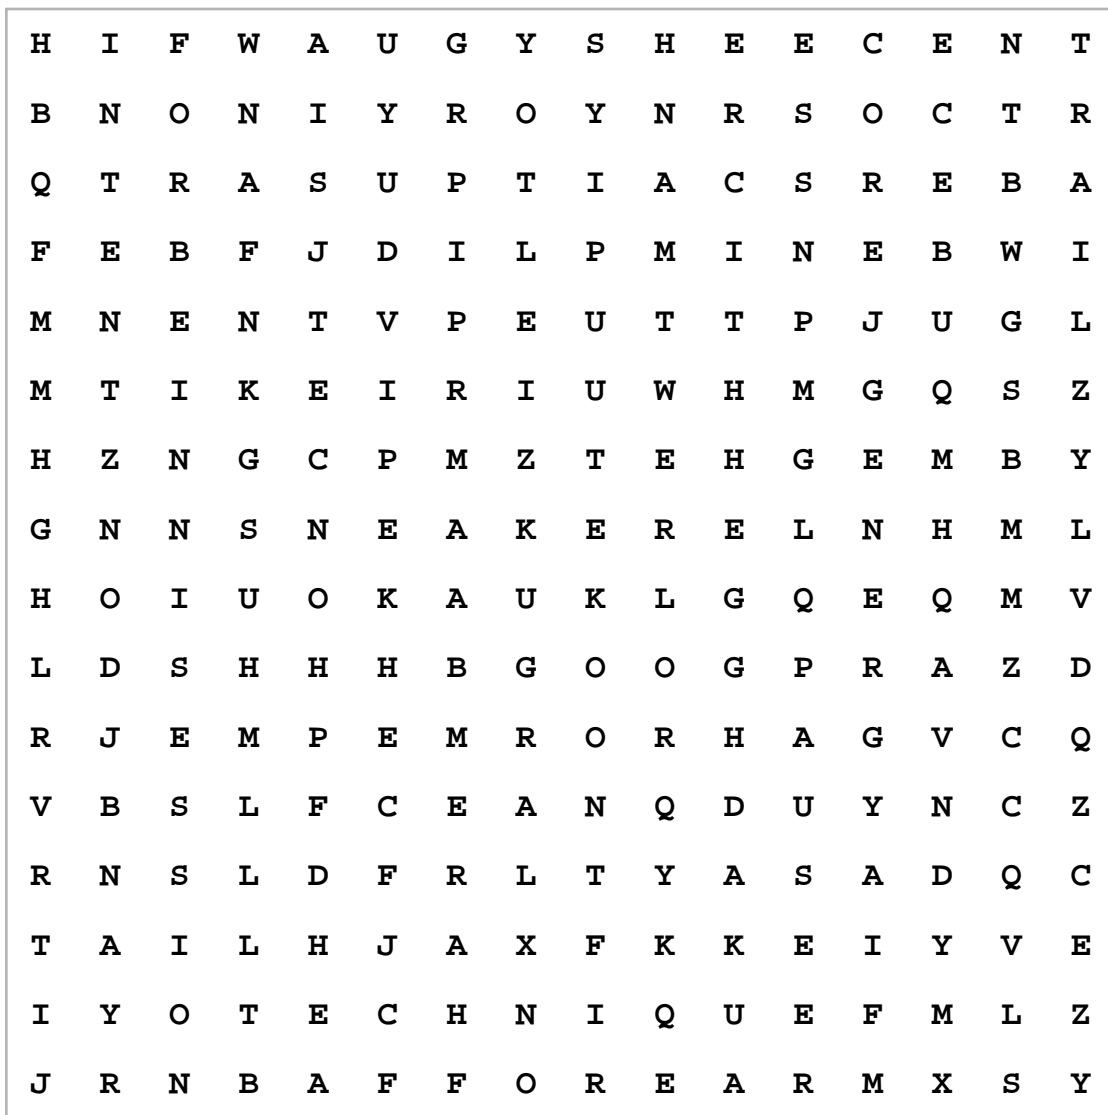 H I F W A U G Y S H E E C E N T
B N O N I Y R O Y N R S O C T R
Q T R A S U P T I A C S R E B A
F E B F J D I L P M I N E B W I
M N E N T V P E U T T P J U G L
M T I K E I R I U W H M G Q S Z
H Z N G C P M Z T E H G E M B Y
G N N S N E A K E R E L N H M L
H O I U O K A U K L G Q E Q M V
L D S H H H B G O O G P R A Z D
R J E M P E M R O R H A G V C Q
V B S L F C E A N Q D U Y N C Z
R N S L D F R L T Y A S A D Q C
T A I L H J A X F K K E I Y V E
I Y O T E C H N I Q U E F M L Z
J R N B A F F O R E A R M X S Y